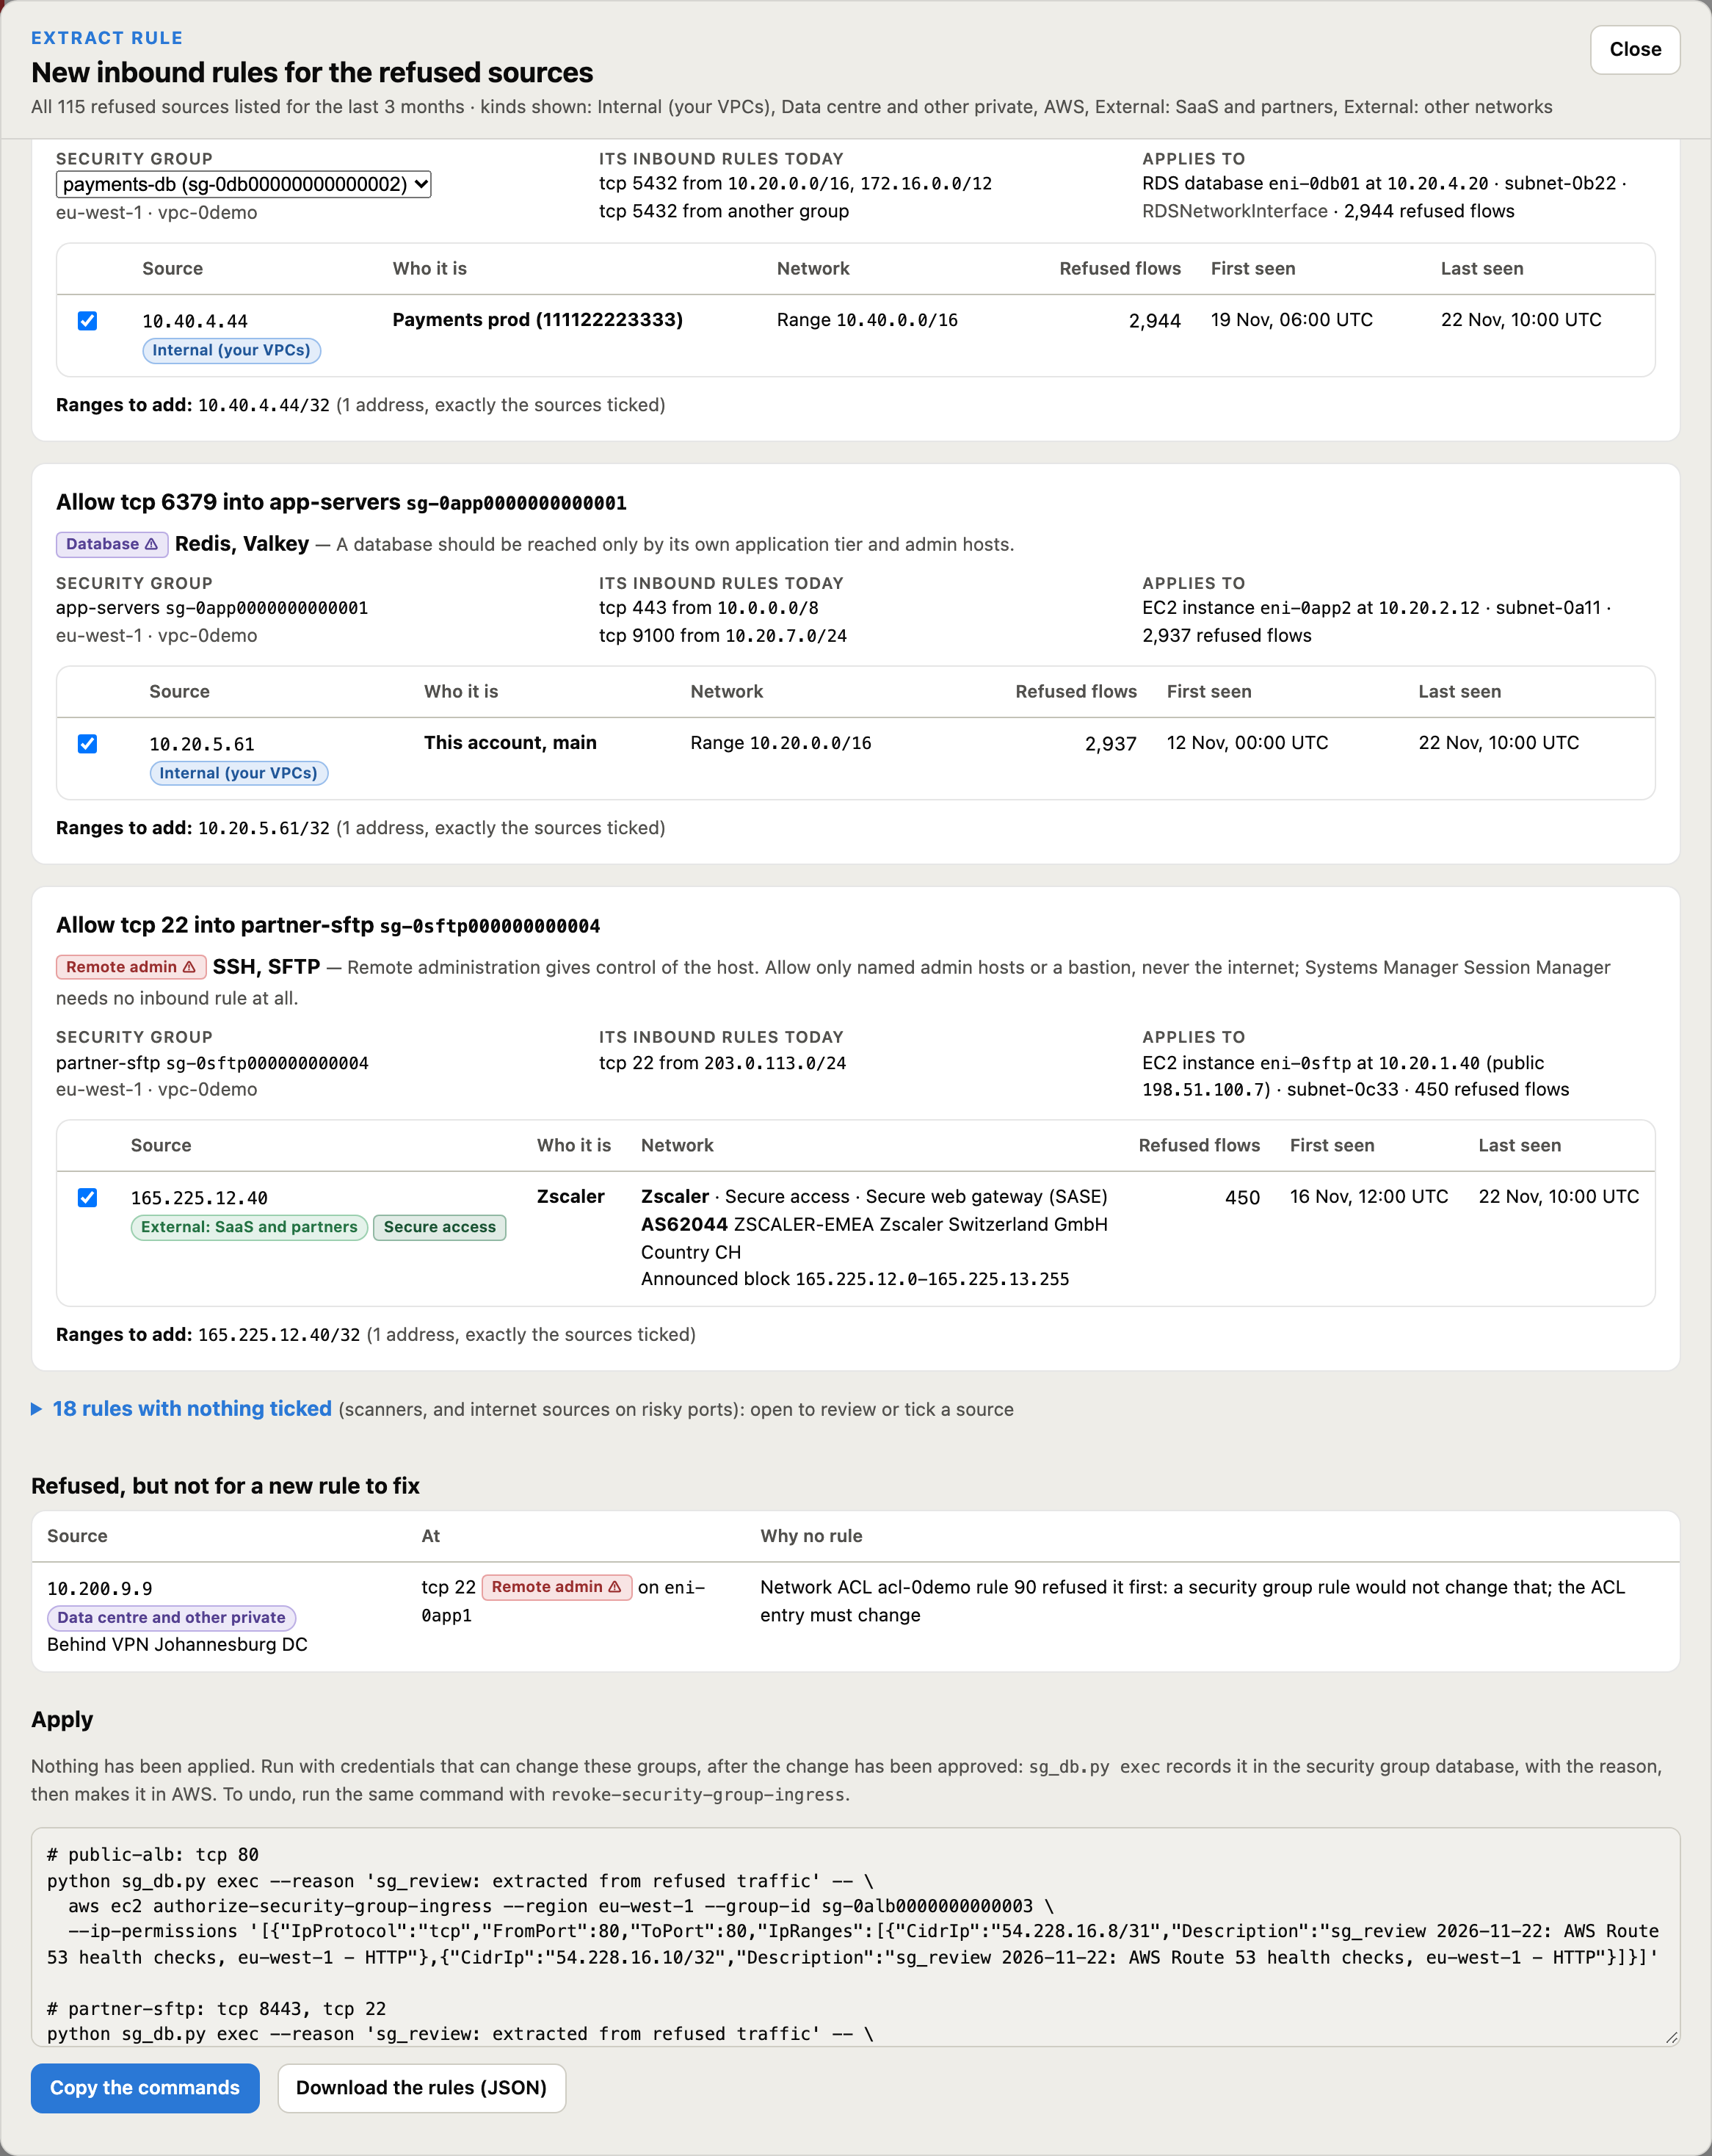 EXTRACT RULE
New inbound rules for the refused sources
All 115 refused sources listed for the last 3 months · kinds shown: Internal (your VPCs), Data centre and other private, AWS, External: SaaS and partners, External: other networks
Close
SECURITY GROUP
payments-db (sg-0db00000000000002)
eu-west-1 · vpc-0demo
ITS INBOUND RULES TODAY
tcp 5432 from 10.20.0.0/16, 172.16.0.0/12
tcp 5432 from another group
APPLIES TO
RDS database eni-0db01 at 10.20.4.20 · subnet-0b22 ·
RDSNetworkInterface · 2,944 refused flows
Source Who it is Network Refused flows First seen Last seen
10.40.4.44 Payments prod (111122223333) Range 10.40.0.0/16 2,944 19 Nov, 06:00 UTC 22 Nov, 10:00 UTC
Internal (your VPCs)
Ranges to add: 10.40.4.44/32 (1 address, exactly the sources ticked)
Allow tcp 6379 into app-servers sg-0app0000000000001
Database ⚠ Redis, Valkey — A database should be reached only by its own application tier and admin hosts.
SECURITY GROUP
app-servers sg-0app0000000000001
eu-west-1 · vpc-0demo
ITS INBOUND RULES TODAY
tcp 443 from 10.0.0.0/8
tcp 9100 from 10.20.7.0/24
APPLIES TO
EC2 instance eni-0app2 at 10.20.2.12 · subnet-0a11 ·
2,937 refused flows
Source Who it is Network Refused flows First seen Last seen
10.20.5.61 This account, main Range 10.20.0.0/16 2,937 12 Nov, 00:00 UTC 22 Nov, 10:00 UTC
Internal (your VPCs)
Ranges to add: 10.20.5.61/32 (1 address, exactly the sources ticked)
Allow tcp 22 into partner-sftp sg-0sftp000000000004
Remote admin ⚠ SSH, SFTP — Remote administration gives control of the host. Allow only named admin hosts or a bastion, never the internet; Systems Manager Session Manager
needs no inbound rule at all.
SECURITY GROUP
partner-sftp sg-0sftp000000000004
eu-west-1 · vpc-0demo
ITS INBOUND RULES TODAY
tcp 22 from 203.0.113.0/24
APPLIES TO
EC2 instance eni-0sftp at 10.20.1.40 (public
198.51.100.7) · subnet-0c33 · 450 refused flows
Source Who it is Network Refused flows First seen Last seen
165.225.12.40 Zscaler Zscaler · Secure access · Secure web gateway (SASE) 450 16 Nov, 12:00 UTC 22 Nov, 10:00 UTC
External: SaaS and partners Secure access AS62044 ZSCALER-EMEA Zscaler Switzerland GmbH
Country CH
Announced block 165.225.12.0–165.225.13.255
Ranges to add: 165.225.12.40/32 (1 address, exactly the sources ticked)
▶ 18 rules with nothing ticked (scanners, and internet sources on risky ports): open to review or tick a source
Refused, but not for a new rule to fix
Source At Why no rule
10.200.9.9
Data centre and other private
Behind VPN Johannesburg DC
tcp 22 Remote admin ⚠ on eni-
0app1
Network ACL acl-0demo rule 90 refused it first: a security group rule would not change that; the ACL
entry must change
Apply
Nothing has been applied. Run with credentials that can change these groups, after the change has been approved: sg_db.py exec records it in the security group database, with the reason,
then makes it in AWS. To undo, run the same command with revoke-security-group-ingress.
# public-alb: tcp 80
python sg_db.py exec --reason 'sg_review: extracted from refused traffic' -- \
aws ec2 authorize-security-group-ingress --region eu-west-1 --group-id sg-0alb0000000000003 \
--ip-permissions '[{"IpProtocol":"tcp","FromPort":80,"ToPort":80,"IpRanges":[{"CidrIp":"54.228.16.8/31","Description":"sg_review 2026-11-22: AWS Route
53 health checks, eu-west-1 - HTTP"},{"CidrIp":"54.228.16.10/32","Description":"sg_review 2026-11-22: AWS Route 53 health checks, eu-west-1 - HTTP"}]}]'
# partner-sftp: tcp 8443, tcp 22
python sg_db.py exec --reason 'sg_review: extracted from refused traffic' -- \
Copy the commands
Download the rules (JSON)